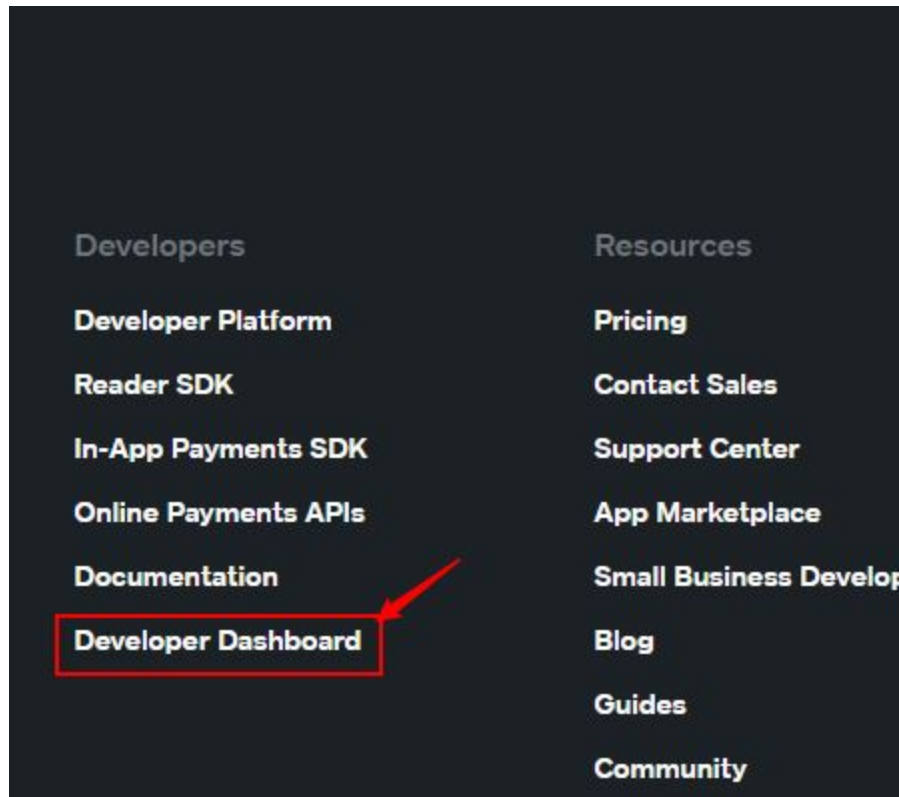 Developers
Developer Platform
Reader SDK
In-App Payments SDK
Online Payments APIs
Documentation
Developer Dashboard
Resources
Pricing
Contact Sales
Support Center
App Marketplace
Small Business Develop
Blog
Guides
Community